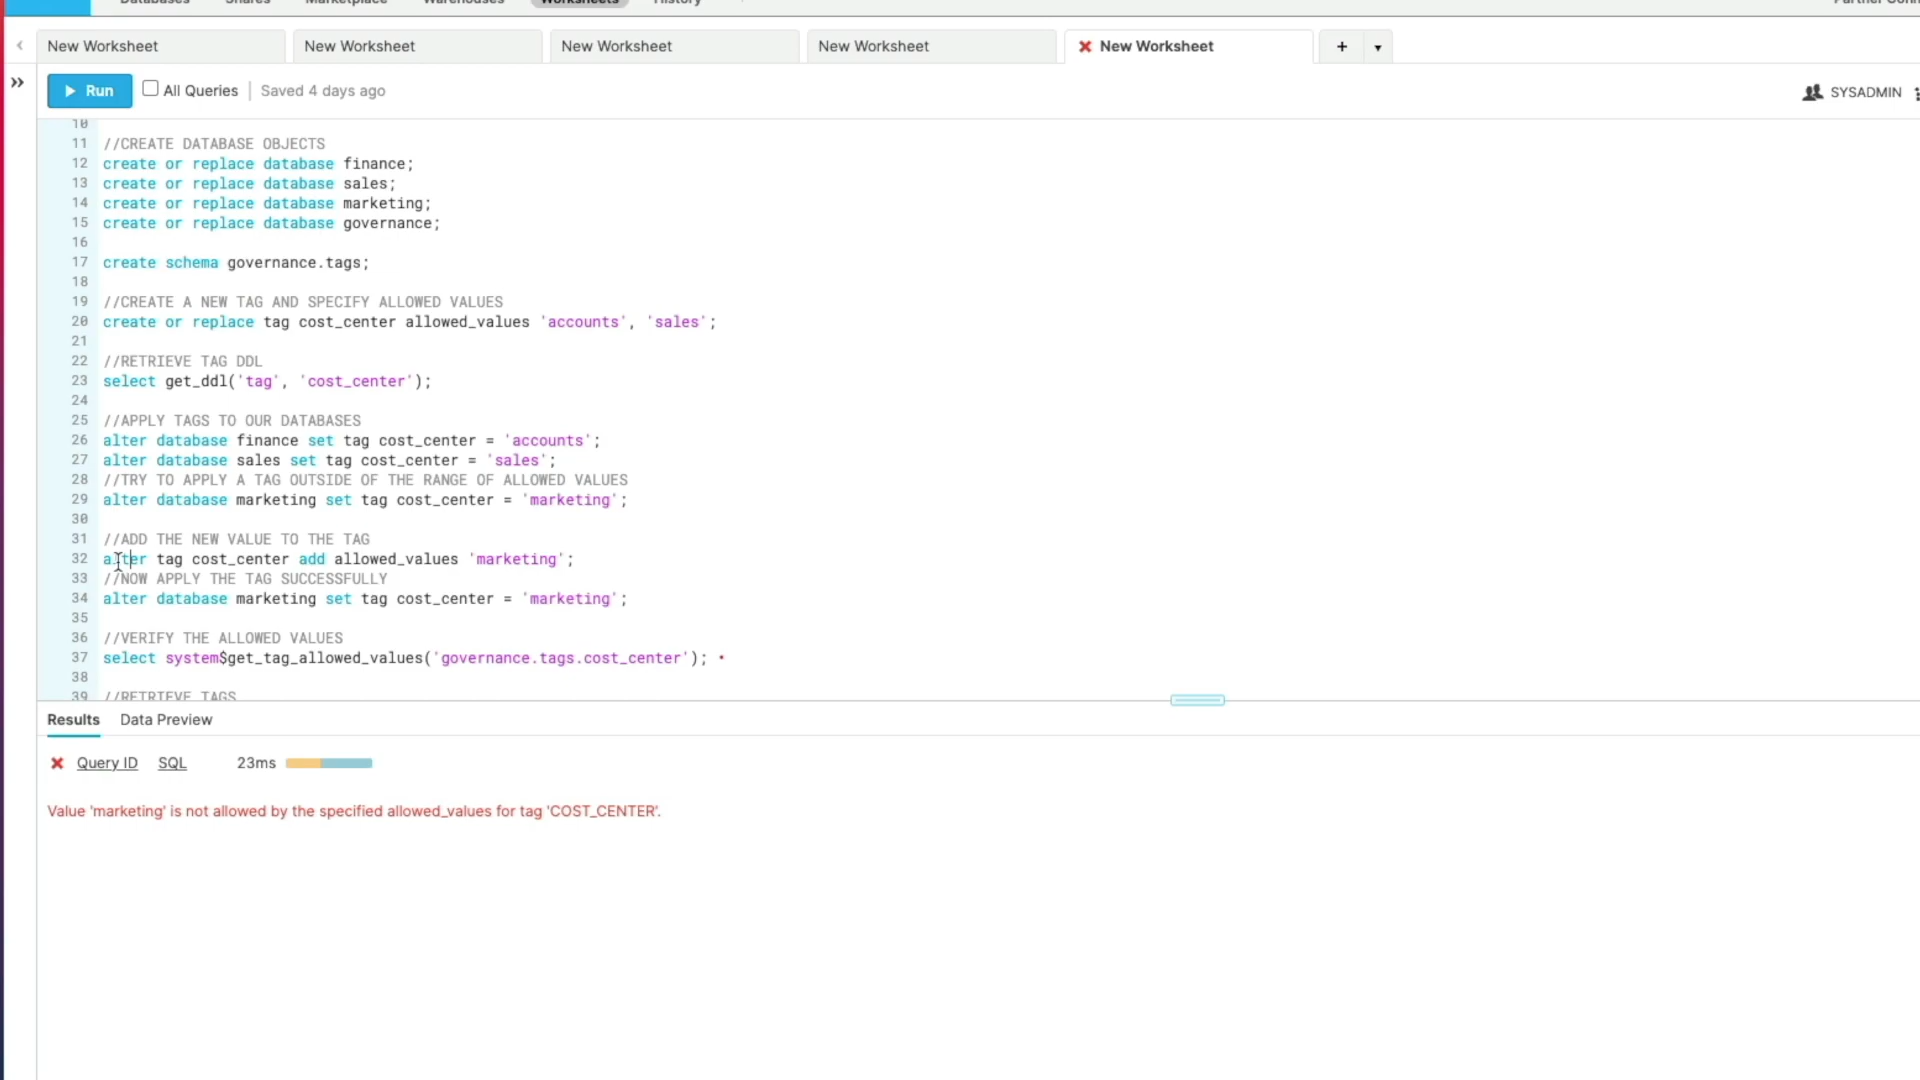 Databases Shares Marketplace Warehouses Worksheets History
New Worksheet New Worksheet New Worksheet New Worksheet New Worksheet
Run All Queries Saved 4 days ago SYSADMIN
10
11 //CREATE DATABASE OBJECTS
12 create or replace database finance;
13 create or replace database sales;
14 create or replace database marketing;
15 create or replace database governance;
16
17 create schema governance.tags;
18
19 //CREATE A NEW TAG AND SPECIFY ALLOWED VALUES
20 create or replace tag cost_center allowed_values 'accounts', 'sales';
21
22 //RETRIEVE TAG DDL
23 select get_ddl('tag', 'cost_center');
24
25 //APPLY TAGS TO OUR DATABASES
26 alter database finance set tag cost_center = 'accounts';
27 alter database sales set tag cost_center = 'sales';
28 //TRY TO APPLY A TAG OUTSIDE OF THE RANGE OF ALLOWED VALUES
29 alter database marketing set tag cost_center = 'marketing';
30
31 //ADD THE NEW VALUE TO THE TAG
32 alter tag cost_center add allowed_values 'marketing';
33 //NOW APPLY THE TAG SUCCESSFULLY
34 alter database marketing set tag cost_center = 'marketing';
35
36 //VERIFY THE ALLOWED VALUES
37 select system$get_tag_allowed_values('governance.tags.cost_center');
38
39 //RETRIEVE TAGS
Results Data Preview
Query ID SQL 23ms
Value 'marketing' is not allowed by the specified allowed_values for tag 'COST_CENTER'.